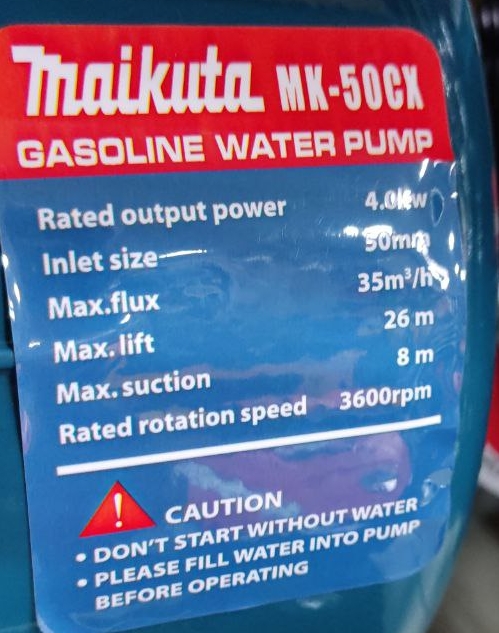 Maikuta MK-50CX
GASOLINE WATER PUMP
Rated output power 4.0kw
Inlet size 50mm
Max.flux 35m³/h
Max. lift 26 m
Max. suction 8 m
Rated rotation speed 3600rpm
! CAUTION
• DON'T START WITHOUT WATER
• PLEASE FILL WATER INTO PUMP
BEFORE OPERATING